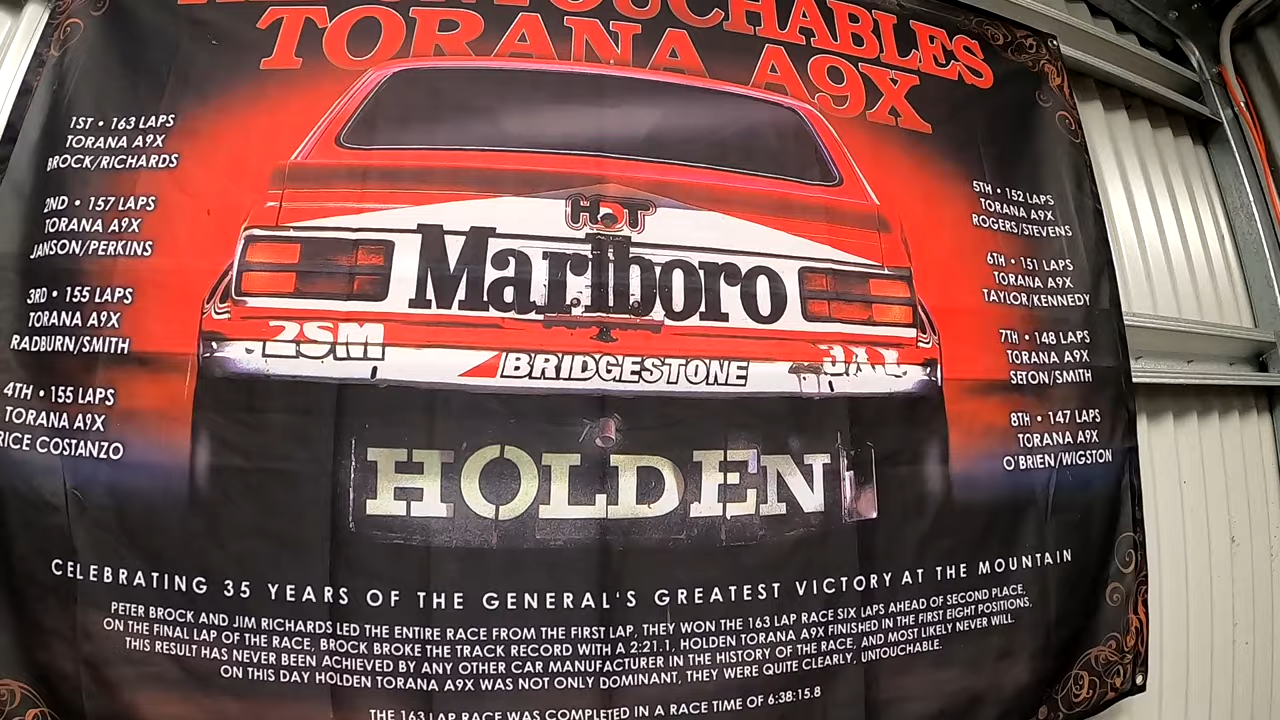 UNTOUCHABLES
TORANA A9X
1ST • 163 LAPS
TORANA A9X
BROCK/RICHARDS
2ND • 157 LAPS
TORANA A9X
JANSON/PERKINS
3RD • 155 LAPS
TORANA A9X
RADBURN/SMITH
4TH • 155 LAPS
TORANA A9X
RICE COSTANZO
HDT
Marlboro
2SM
BRIDGESTONE
HOLDEN
5TH • 152 LAPS
TORANA A9X
ROGERS/STEVENS
6TH • 151 LAPS
TORANA A9X
TAYLOR/KENNEDY
7TH • 148 LAPS
TORANA A9X
SETON/SMITH
8TH • 147 LAPS
TORANA A9X
O'BRIEN/WIGSTON
CELEBRATING 35 YEARS OF THE GENERAL'S GREATEST VICTORY AT THE MOUNTAIN
PETER BROCK AND JIM RICHARDS LED THE ENTIRE RACE FROM THE FIRST LAP, THEY WON THE 163 LAP RACE SIX LAPS AHEAD OF SECOND PLACE,
ON THE FINAL LAP OF THE RACE, BROCK BROKE THE TRACK RECORD WITH A 2:21.1, HOLDEN TORANA A9X FINISHED IN THE FIRST EIGHT POSITIONS,
THIS RESULT HAS NEVER BEEN ACHIEVED BY ANY OTHER CAR MANUFACTURER IN THE HISTORY OF THE RACE, AND MOST LIKELY NEVER WILL.
ON THIS DAY HOLDEN TORANA A9X WAS NOT ONLY DOMINANT, THEY WERE QUITE CLEARLY, UNTOUCHABLE.
THE 163 LAP RACE WAS COMPLETED IN A RACE TIME OF 6:38:15.8